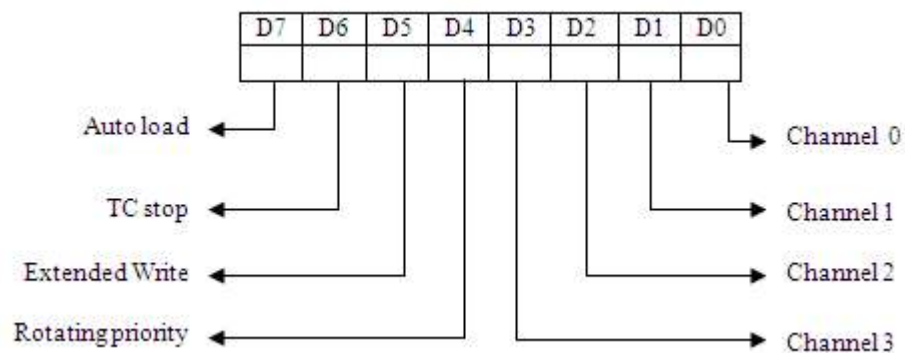 D7 D6 D5 D4 D3 D2 D1 D0
Auto load
Channel 0
TC stop
Channel 1
Extended Write
Channel 2
Rotating priority
Channel 3